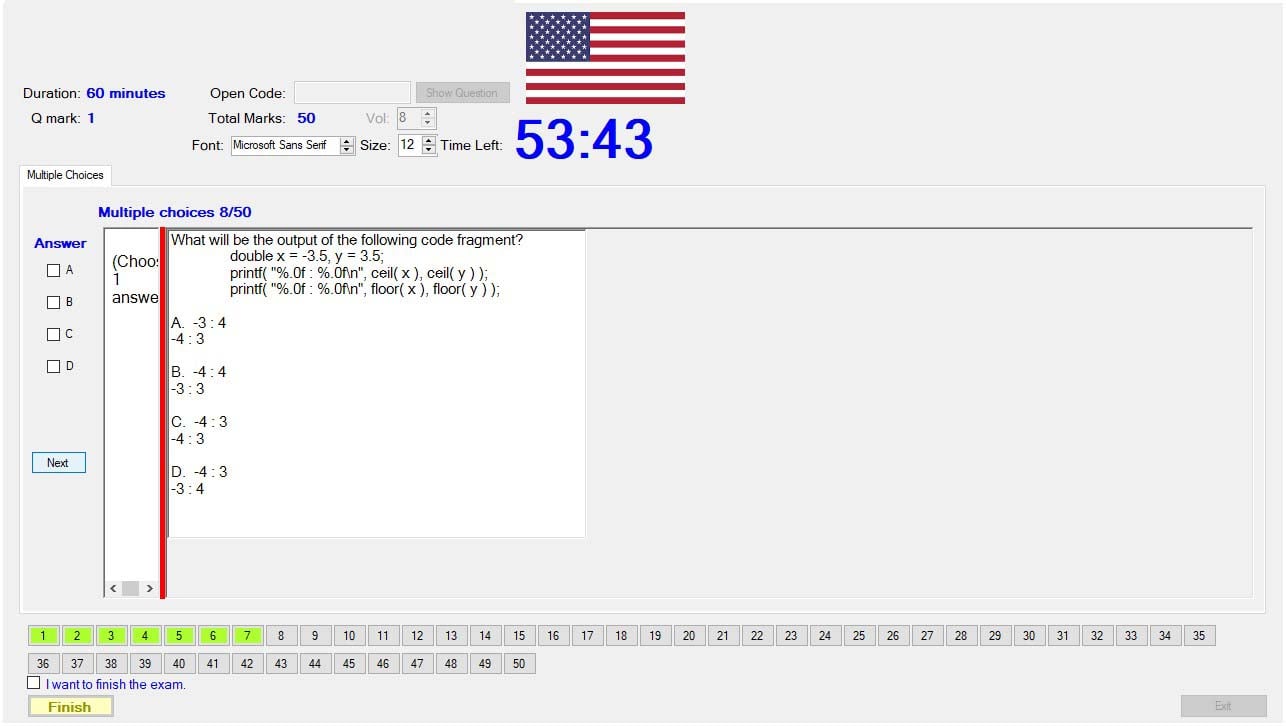 Duration: 60 minutes
Open Code:
Show Question
Q mark: 1
Total Marks: 50
Vol: 8
Font: Microsoft Sans Serif
Size: 12
Time Left: 53:43
Multiple Choices
Multiple choices 8/50
Answer
A
B
C
D
Next
(Choos
1
answe
What will be the output of the following code fragment?
double x = -3.5, y = 3.5;
printf( "%.0f : %.0f\n", ceil( x ), ceil( y ) );
printf( "%.0f : %.0f\n", floor( x ), floor( y ) );
A. -3 : 4
-4 : 3
B. -4 : 4
-3 : 3
C. -4 : 3
-4 : 3
D. -4 : 3
-3 : 4
1 2 3 4 5 6 7 8 9 10 11 12 13 14 15 16 17 18 19 20 21 22 23 24 25 26 27 28 29 30 31 32 33 34 35
36 37 38 39 40 41 42 43 44 45 46 47 48 49 50
I want to finish the exam.
Finish
Exit